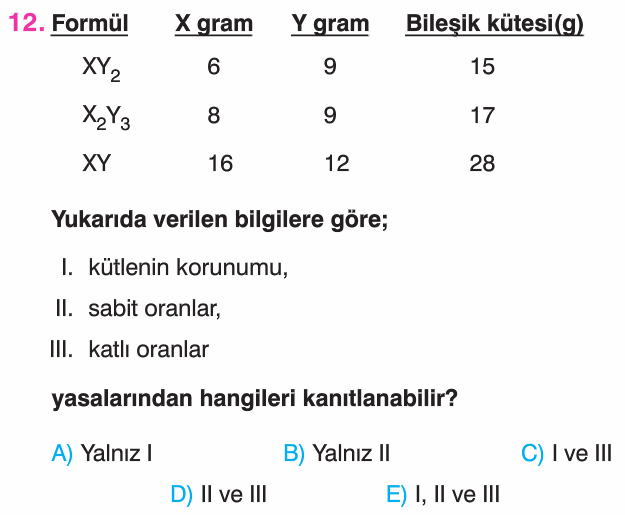 12. Formül X gram Y gram Bileşik kütesi(g)
XY₂ 6 9 15
X₂Y₃ 8 9 17
XY 16 12 28
Yukarıda verilen bilgilere göre;
I. kütlenin korunumu,
II. sabit oranlar,
III. katlı oranlar
yasalarından hangileri kanıtlanabilir?
A) Yalnız I B) Yalnız II C) I ve III
D) II ve III E) I, II ve III